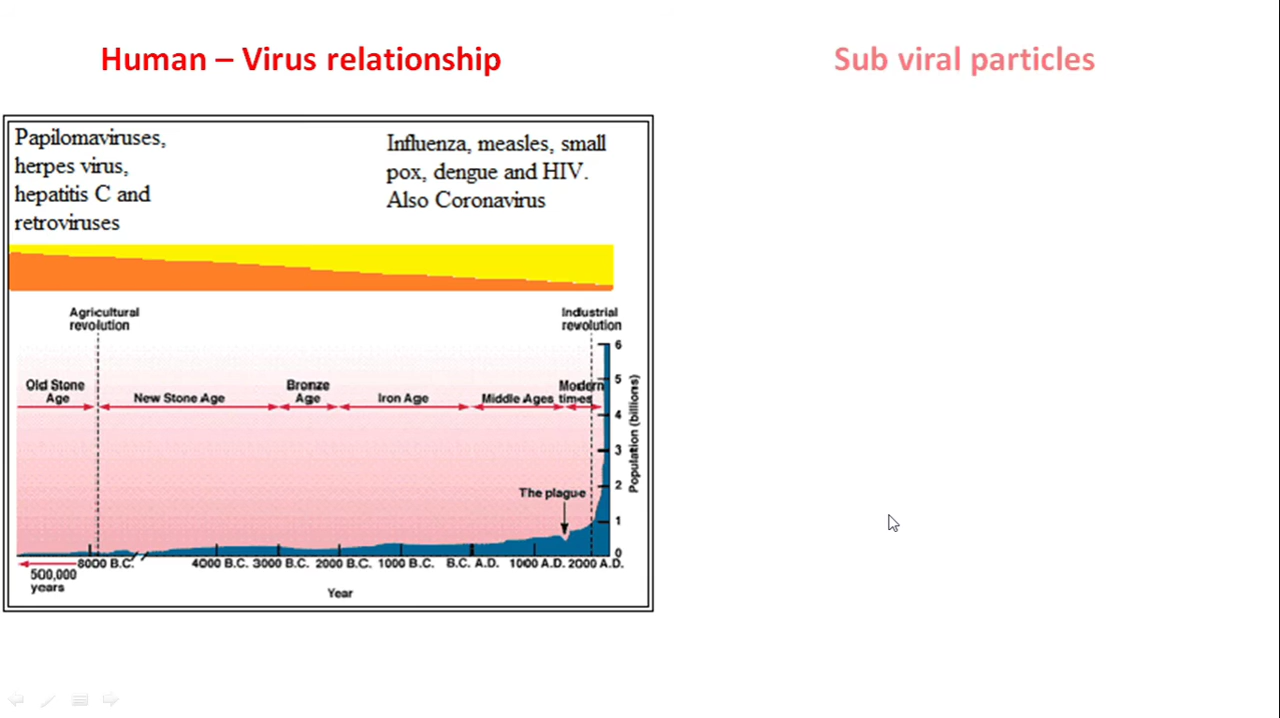 Human – Virus relationship
Sub viral particles
Papilomaviruses,
herpes virus,
hepatitis C and
retroviruses
Influenza, measles, small
pox, dengue and HIV.
Also Coronavirus
Agricultural
revolution
Industrial
revolution
Old Stone
Age
New Stone Age
Bronze
Age
Iron Age
Middle Ages
Modern
times
The plague
6
5
4
3
2
1
0
Population (billions)
8000 B.C.
4000 B.C.
3000 B.C.
2000 B.C.
1000 B.C.
B.C. A.D.
1000 A.D.
2000 A.D.
500,000
years
Year